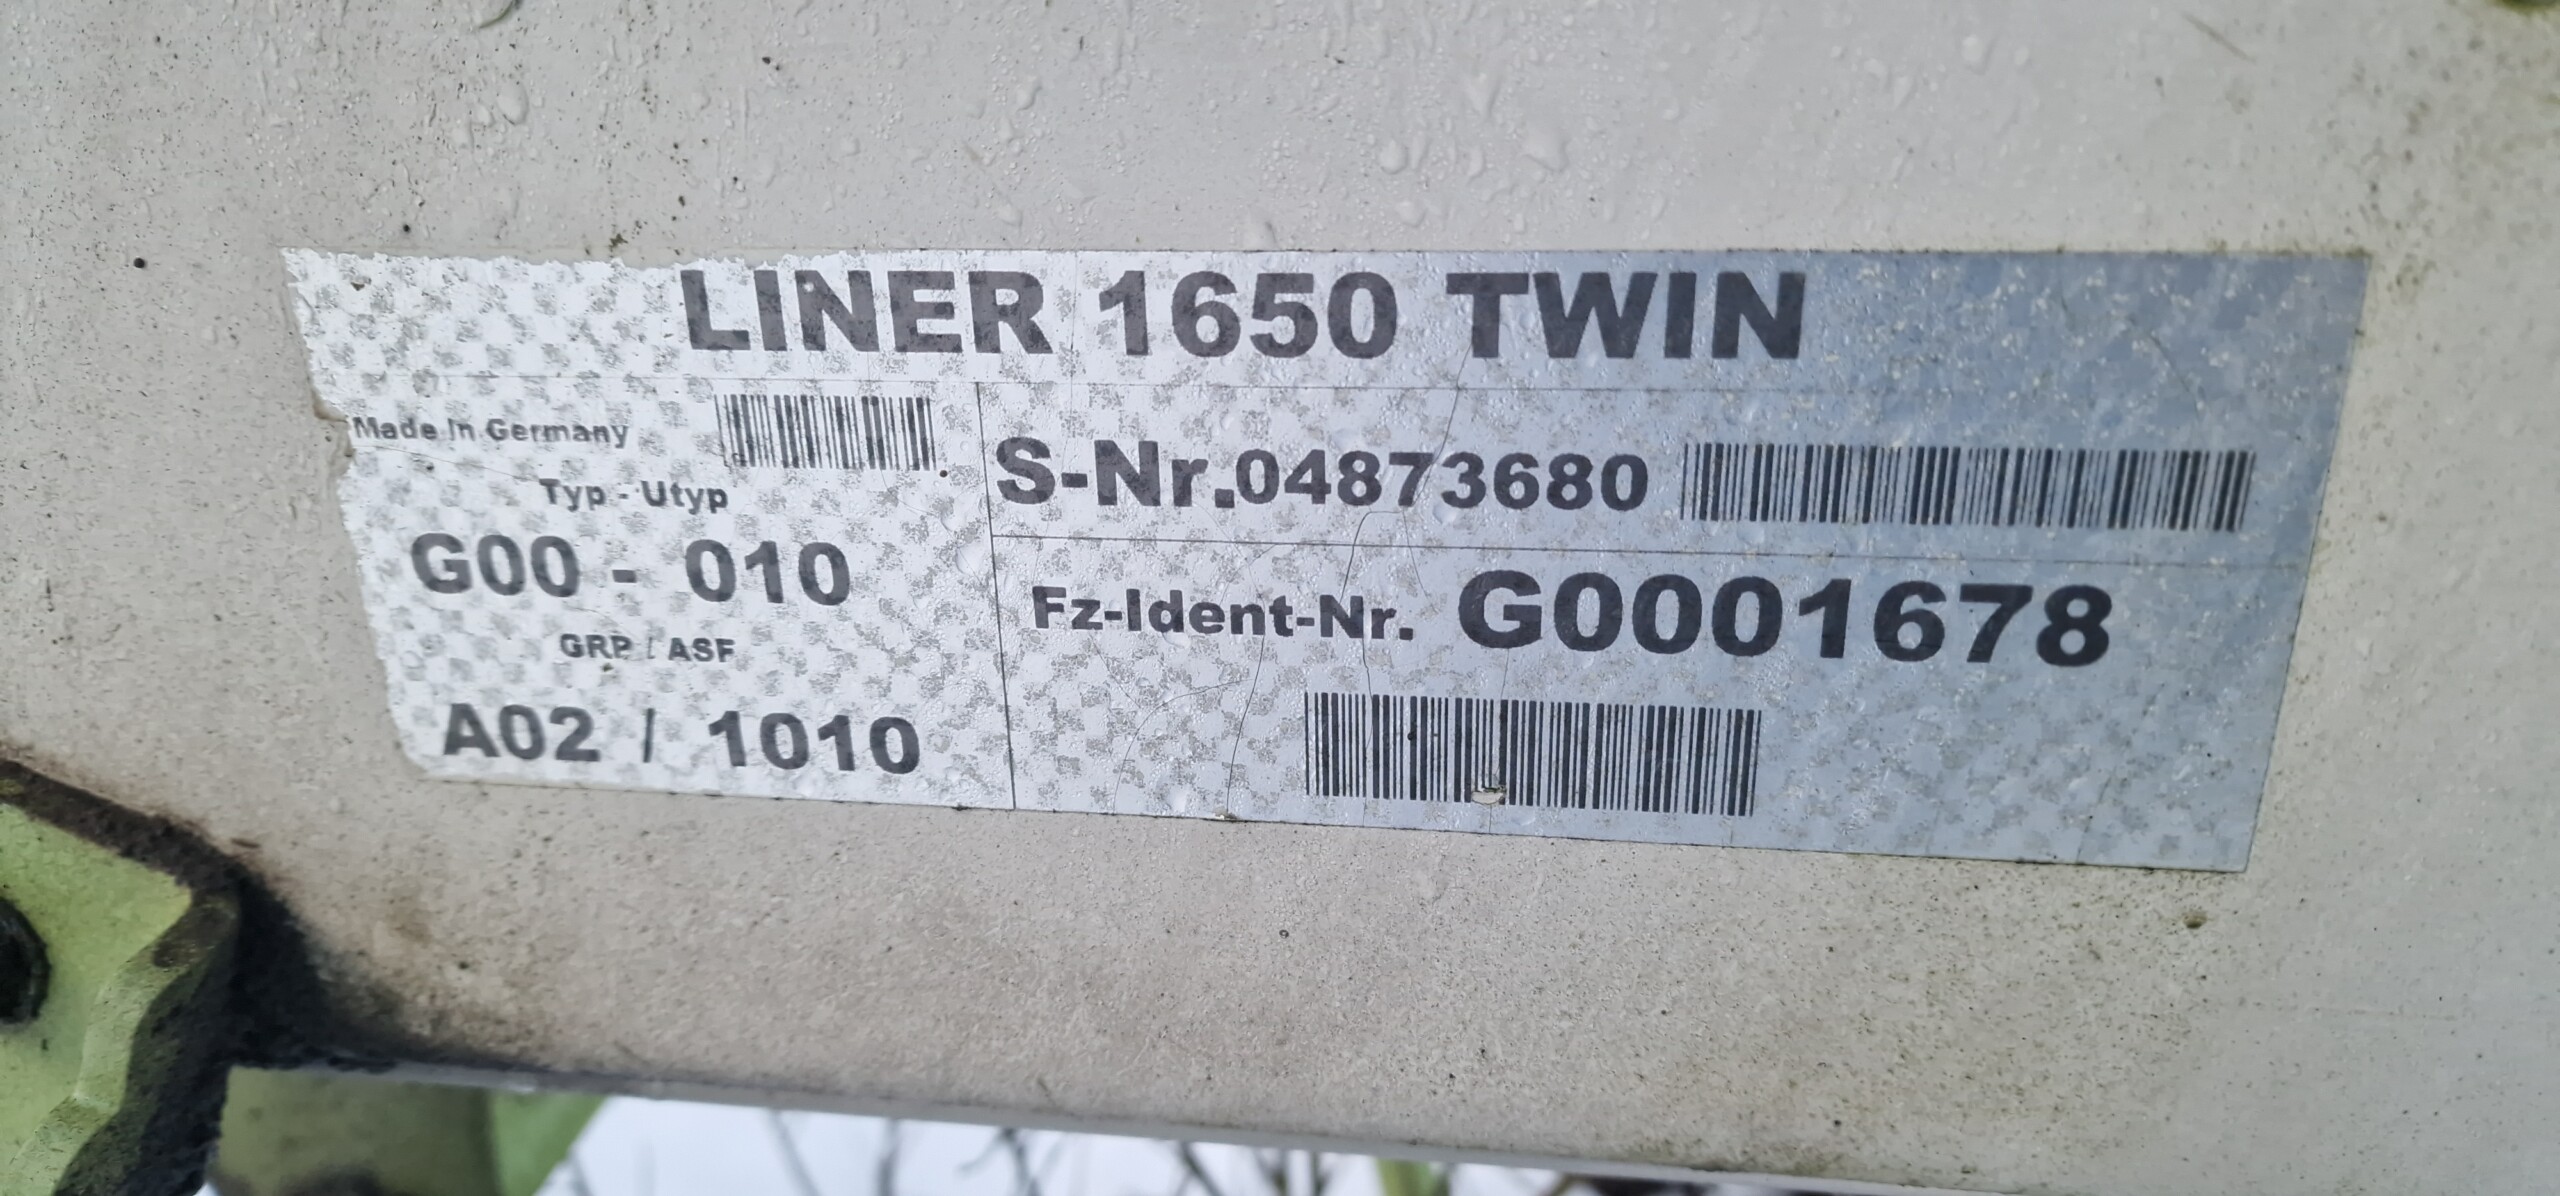 LINER 1650 TWIN
Made In Germany
Typ - Utyp
G00 - 010
GRP / ASF
A02 / 1010
S-Nr.04873680
Fz-Ident-Nr. G0001678